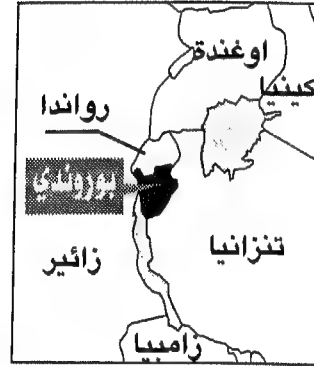 اوغندة
كينيا
رواندا
بوروندي
تنزانيا
زائير
زامبيا